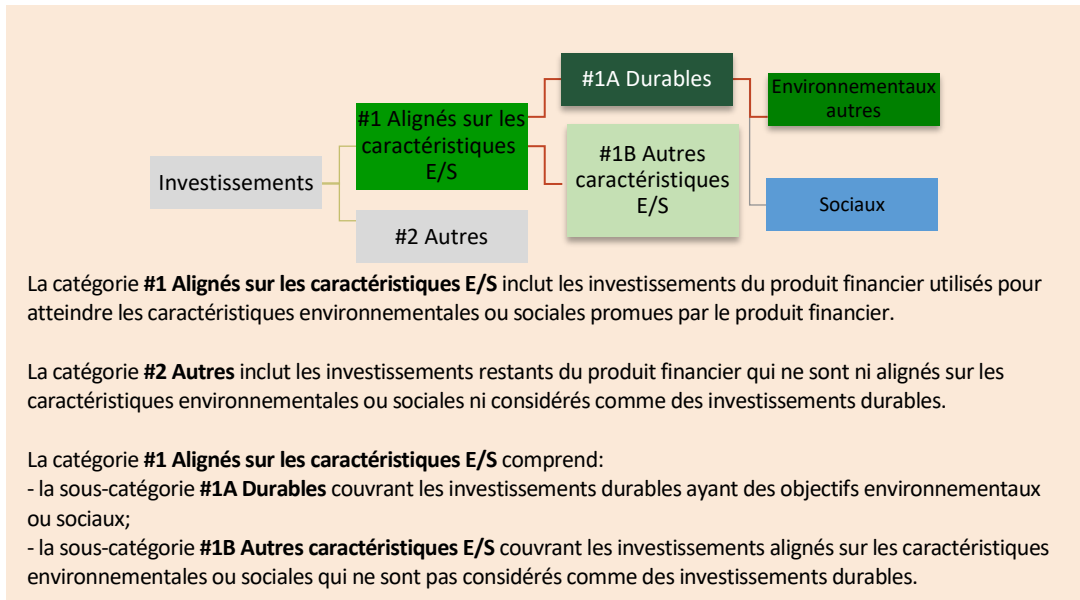 Investissements
#1 Alignés sur les
caractéristiques
E/S
#2 Autres
#1A Durables
#1B Autres
caractéristiques
E/S
Environnementaux
autres
Sociaux
La catégorie #1 Alignés sur les caractéristiques E/S inclut les investissements du produit financier utilisés pour
atteindre les caractéristiques environnementales ou sociales promues par le produit financier.
La catégorie #2 Autres inclut les investissements restants du produit financier qui ne sont ni alignés sur les
caractéristiques environnementales ou sociales ni considérés comme des investissements durables.
La catégorie #1 Alignés sur les caractéristiques E/S comprend:
- la sous-catégorie #1A Durables couvrant les investissements durables ayant des objectifs environnementaux
ou sociaux;
- la sous-catégorie #1B Autres caractéristiques E/S couvrant les investissements alignés sur les caractéristiques
environnementales ou sociales qui ne sont pas considérés comme des investissements durables.